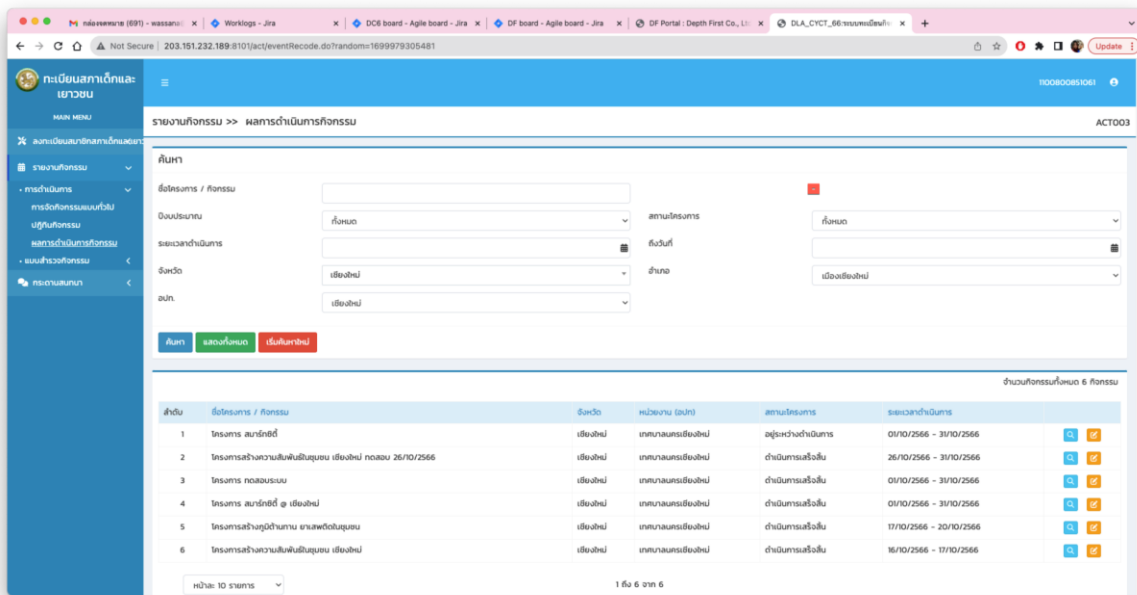 กล่องจดหมาย (691) - wassana
Worklogs - Jira
DC6 board - Agile board - Jira
DF board - Agile board - Jira
DF Portal : Depth First Co., Lt
DLA_CYCT_66:ระบบทะเบียนกิจ
Not Secure | 203.151.232.189:8101/act/eventRecode.do?random=1699979305481
Update
ทะเบียนสภาเด็กและ
เยาวชน
1100800851061
MAIN MENU
รายงานกิจกรรม >> ผลการดำเนินการกิจกรรม
ACT003
ลงทะเบียนสมาชิกสภาเด็กและเยา
รายงานกิจกรรม
• การดำเนินการ
การจัดกิจกรรมแบบทั่วไป
ปฎิทินกิจกรรม
ผลการดำเนินการกิจกรรม
• แบบสำรวจกิจกรรม
กระดานสนทนา
ค้นหา
ชื่อโครงการ / กิจกรรม
ปีงบประมาณ ทั้งหมด สถานะโครงการ ทั้งหมด
ระยะเวลาดำเนินการ ถึงวันที่
จังหวัด เชียงใหม่ อำเภอ เมืองเชียงใหม่
อปท. เชียงใหม่
ค้นหา แสดงทั้งหมด เริ่มค้นหาใหม่
จำนวนกิจกรรมทั้งหมด 6 กิจกรรม
ลำดับ ชื่อโครงการ / กิจกรรม จังหวัด หน่วยงาน (อปท) สถานะโครงการ ระยะเวลาดำเนินการ
1 โครงการ สมาร์ทซิตี้ เชียงใหม่ เทศบาลนครเชียงใหม่ อยู่ระหว่างดำเนินการ 01/10/2566 - 31/10/2566
2 โครงการสร้างความสัมพันธ์ในชุมชน เชียงใหม่ ทดสอบ 26/10/2566 เชียงใหม่ เทศบาลนครเชียงใหม่ ดำเนินการเสร็จสิ้น 26/10/2566 - 31/10/2566
3 โครงการ ทดสอบระบบ เชียงใหม่ เทศบาลนครเชียงใหม่ ดำเนินการเสร็จสิ้น 01/10/2566 - 31/10/2566
4 โครงการ สมาร์ทซิตี้ @ เชียงใหม่ เชียงใหม่ เทศบาลนครเชียงใหม่ ดำเนินการเสร็จสิ้น 01/10/2566 - 31/10/2566
5 โครงการสร้างภูมิต้านทาน ยาเสพติดในชุมชน เชียงใหม่ เทศบาลนครเชียงใหม่ ดำเนินการเสร็จสิ้น 17/10/2566 - 20/10/2566
6 โครงการสร้างความสัมพันธ์ในชุมชน เชียงใหม่ เชียงใหม่ เทศบาลนครเชียงใหม่ ดำเนินการเสร็จสิ้น 16/10/2566 - 17/10/2566
หน้าละ 10 รายการ
1 ถึง 6 จาก 6